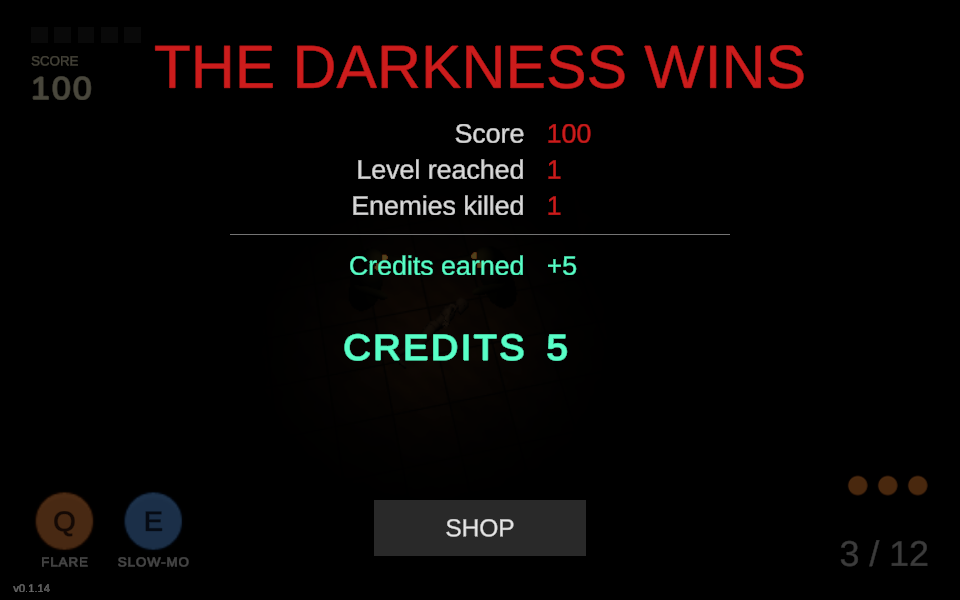 SCORE
100
THE DARKNESS WINS
Score 100
Level reached 1
Enemies killed 1
Credits earned +5
CREDITS 5
Q
E
FLARE
SLOW-MO
SHOP
3 / 12
v0.1.14